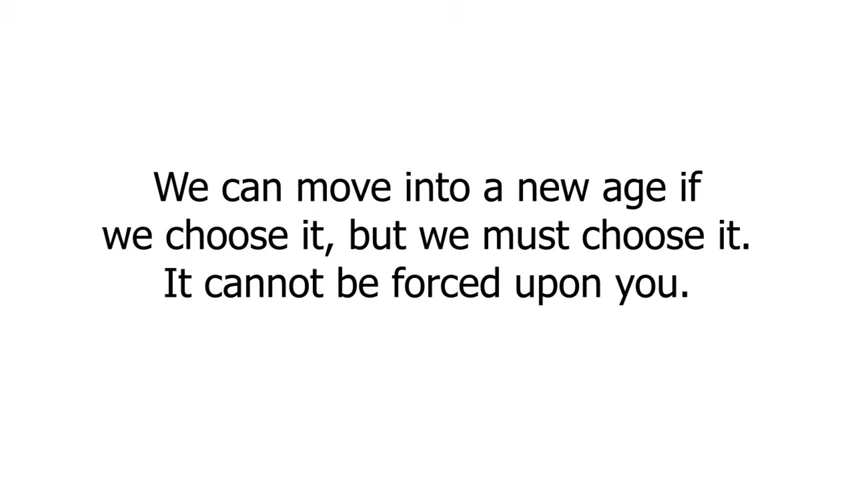 We can move into a new age if
we choose it, but we must choose it.
It cannot be forced upon you.